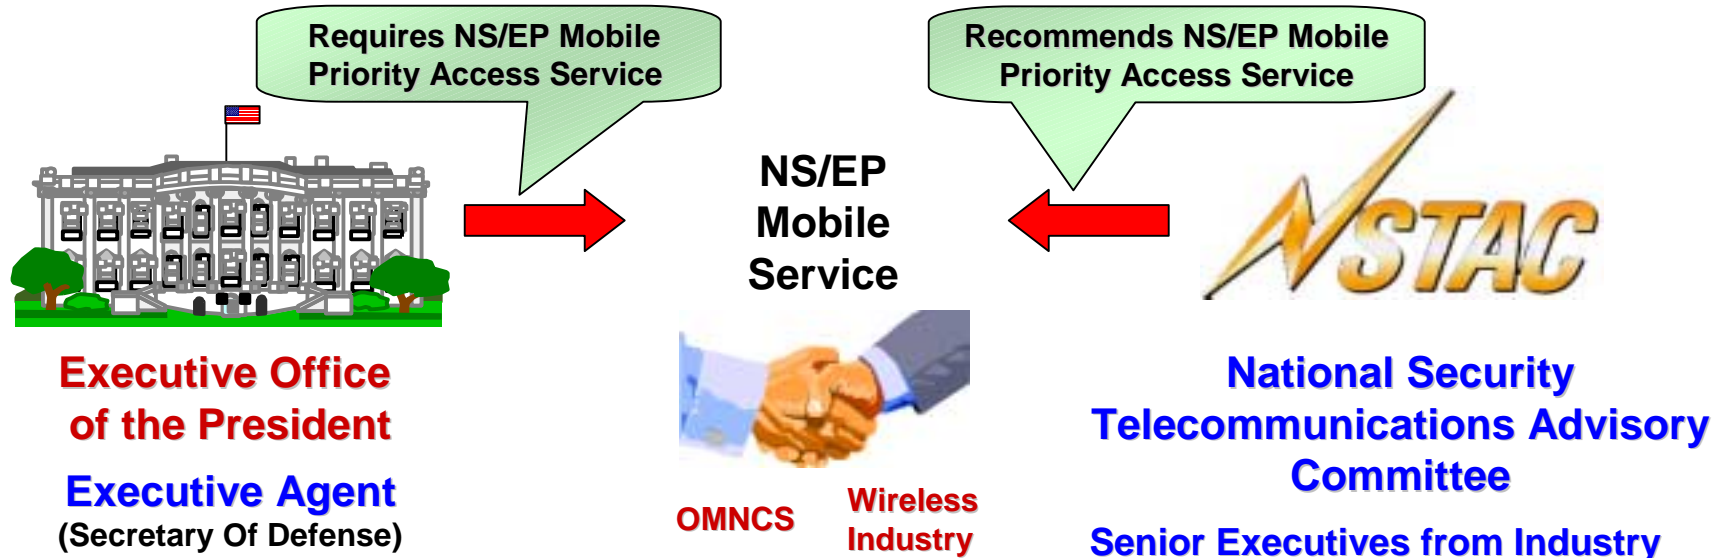 Requires NS/EP Mobile
Priority Access Service
Recommends NS/EP Mobile
Priority Access Service
NS/EP
Mobile
Service
NSTAC
Executive Office
of the President
Executive Agent
(Secretary Of Defense)
OMNCS
Wireless
Industry
National Security
Telecommunications Advisory
Committee
Senior Executives from Industry